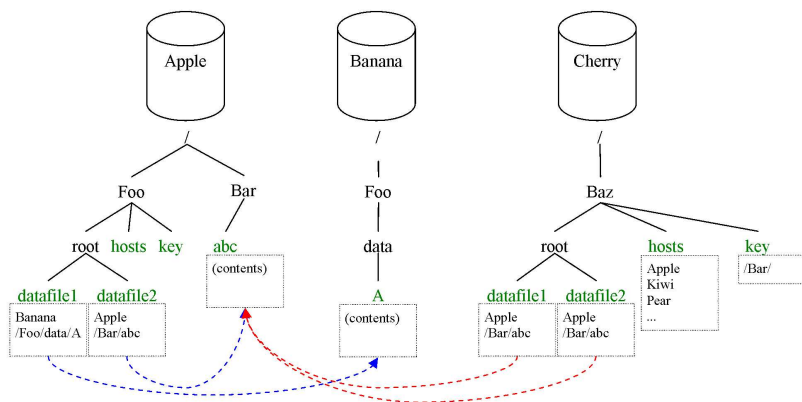 Apple
Banana
Cherry
/
/
/
Foo
Bar
Foo
Baz
root
hosts
key
abc
data
root
hosts
key
(contents)
Apple
Kiwi
Pear
...
/Bar/
datafile1
datafile2
A
datafile1
datafile2
Banana
/Foo/data/A
Apple
/Bar/abc
(contents)
Apple
/Bar/abc
Apple
/Bar/abc